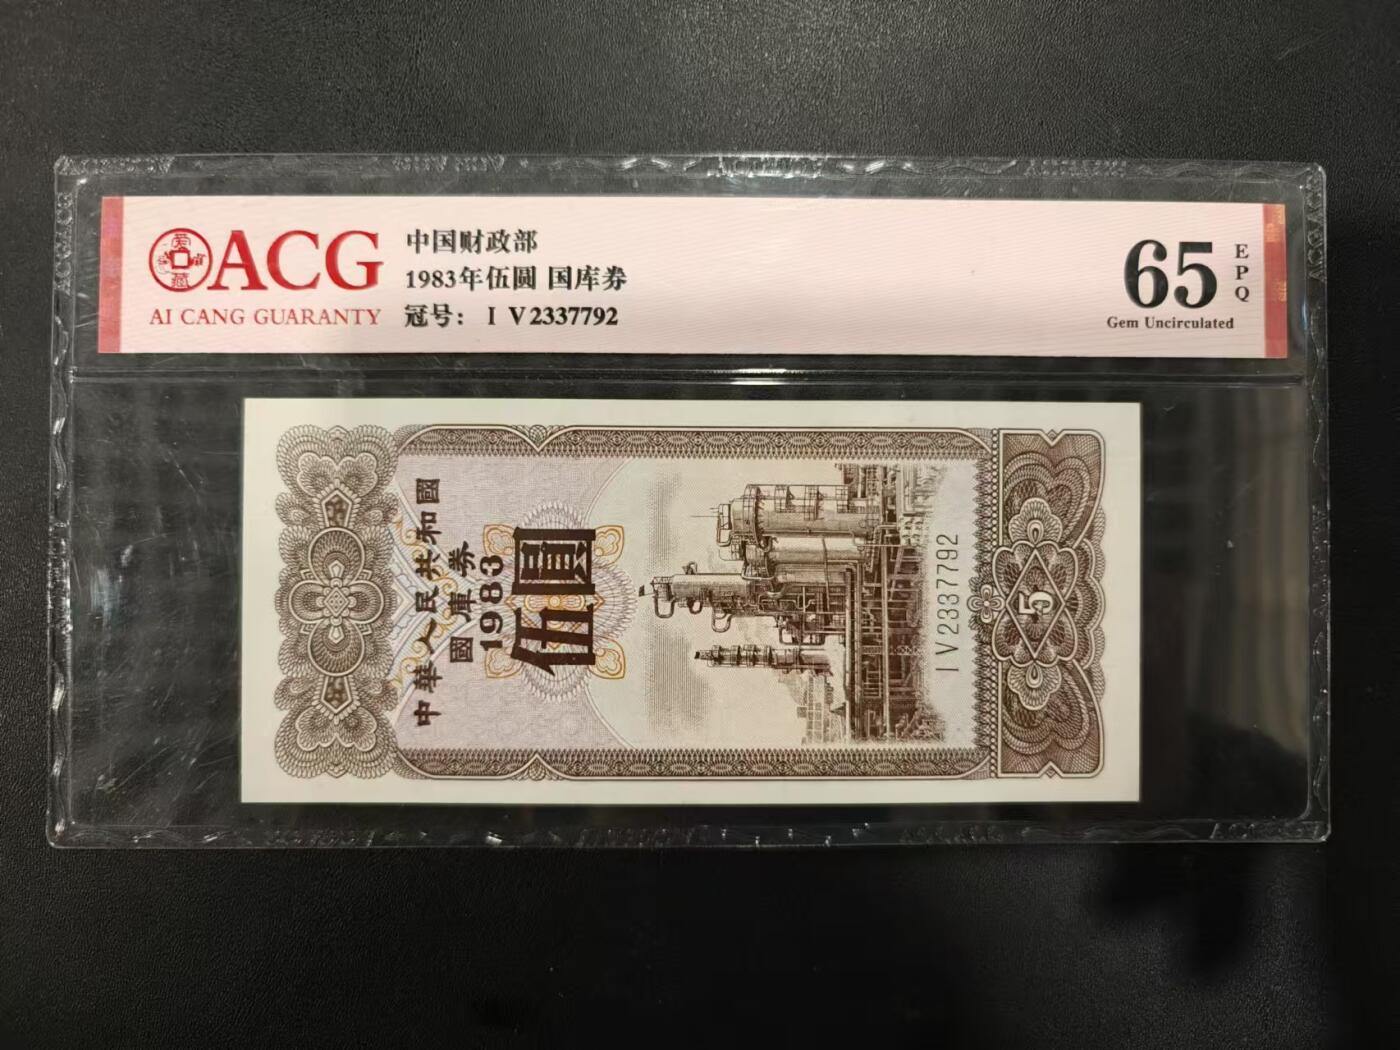 ACG
AI CANG GUARANTY
中国财政部
1983年伍圆 国库券
冠号： I V 2337792
65
EPQ
Gem Uncirculated
中華人民共和國
國庫券
1983
伍圓
I V 2337792
5